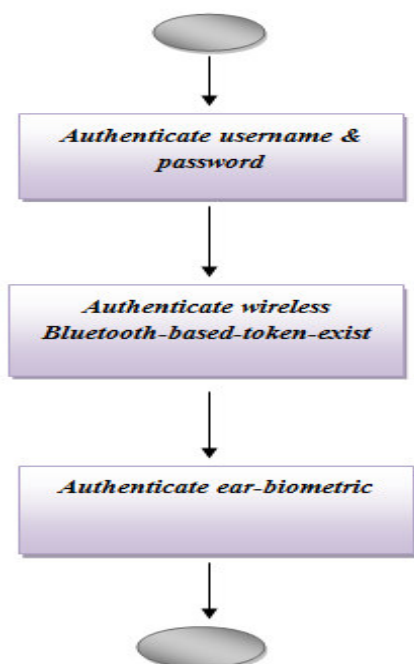 Authenticate username &
password
Authenticate wireless
Bluetooth-based-token-exist
Authenticate ear-biometric